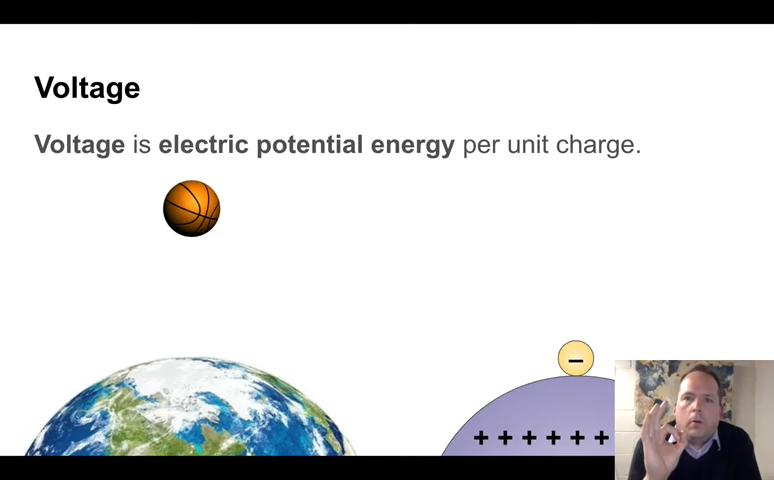 Voltage
Voltage is electric potential energy per unit charge.
−
+ + + + + +